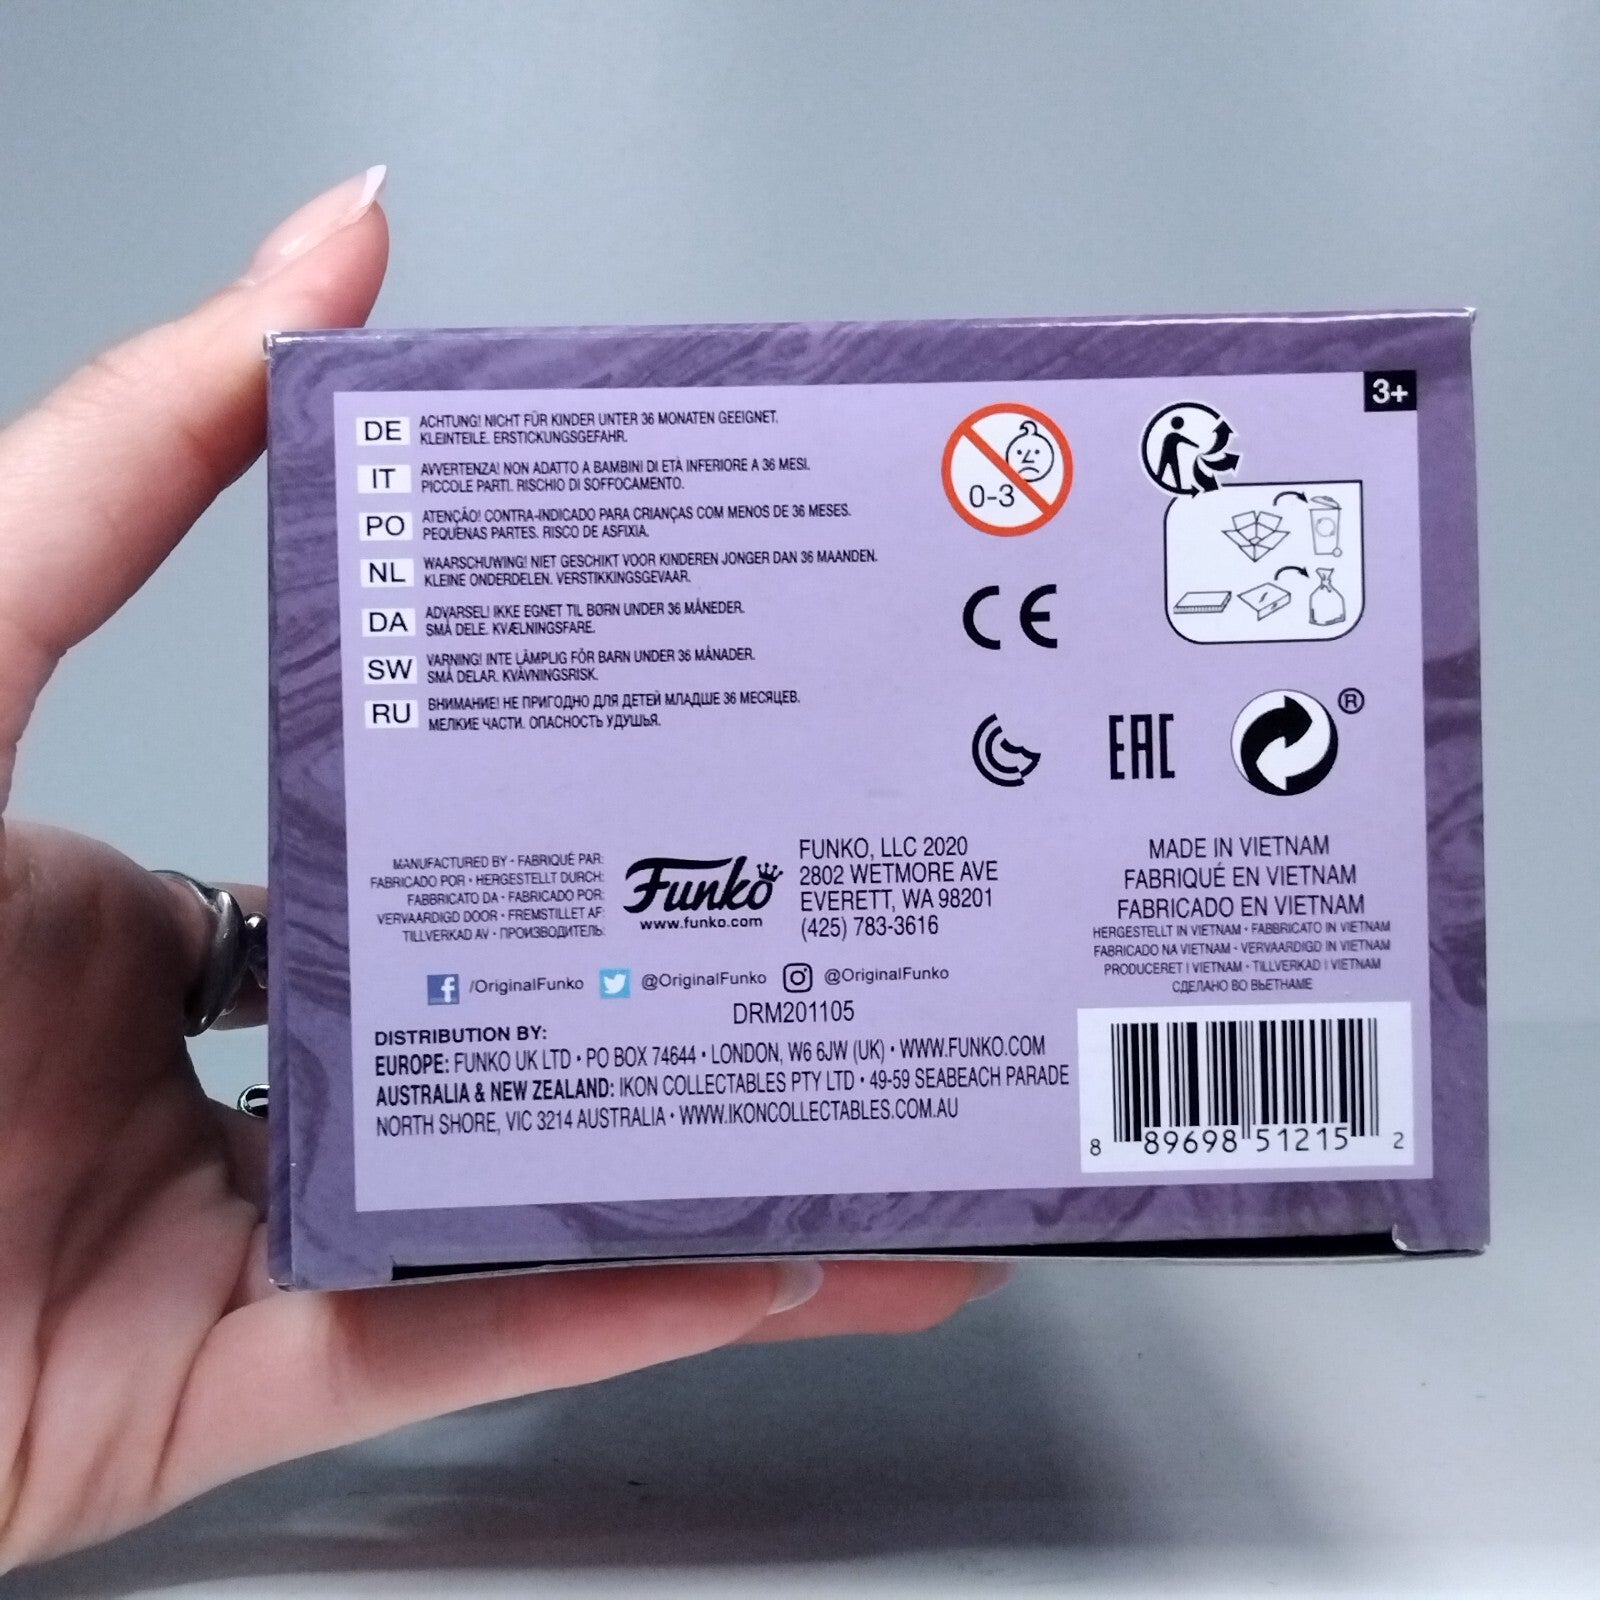 3+
DE
ACHTUNG! NICHT FÜR KINDER UNTER 36 MONATEN GEEIGNET.
KLEINTEILE. ERSTICKUNGSGEFAHR.
IT
AVVERTENZA! NON ADATTO A BAMBINI DI ETÀ INFERIORE A 36 MESI.
PICCOLE PARTI. RISCHIO DI SOFFOCAMENTO.
PO
ATENÇÃO! CONTRA-INDICADO PARA CRIANÇAS COM MENOS DE 36 MESES.
PEQUENAS PARTES. RISCO DE ASFIXIA.
NL
WAARSCHUWING! NIET GESCHIKT VOOR KINDEREN JONGER DAN 36 MAANDEN.
KLEINE ONDERDELEN. VERSTIKKINGSGEVAAR.
DA
ADVARSEL! IKKE EGNET TIL BØRN UNDER 36 MÅNEDER.
SMÅ DELE. KVÆLNINGSFARE.
SW
VARNING! INTE LÄMPLIG FÖR BARN UNDER 36 MÅNADER.
SMÅ DELAR. KVÄVNINGSRISK.
RU
ВНИМАНИЕ! НЕ ПРИГОДНО ДЛЯ ДЕТЕЙ МЛАДШЕ 36 МЕСЯЦЕВ.
МЕЛКИЕ ЧАСТИ. ОПАСНОСТЬ УДУШЬЯ.
0-3
CE
EAC
®
MANUFACTURED BY • FABRIQUÉ PAR:
FABRICADO POR • HERGESTELLT DURCH:
FABBRICATO DA • FABRICADO POR:
VERVAARDIGD DOOR • FREMSTILLET AF:
TILLVERKAD AV • ПРОИЗВОДИТЕЛЬ:
Funko
www.funko.com
FUNKO, LLC 2020
2802 WETMORE AVE
EVERETT, WA 98201
(425) 783-3616
MADE IN VIETNAM
FABRIQUÉ EN VIETNAM
FABRICADO EN VIETNAM
HERGESTELLT IN VIETNAM • FABBRICATO IN VIETNAM
FABRICADO NA VIETNAM • VERVAARDIGD IN VIETNAM
PRODUCERET I VIETNAM • TILLVERKAD I VIETNAM
СДЕЛАНО ВО ВЬЕТНАМЕ
/OriginalFunko @OriginalFunko @OriginalFunko
DRM201105
DISTRIBUTION BY:
EUROPE: FUNKO UK LTD • PO BOX 74644 • LONDON, W6 6JW (UK) • WWW.FUNKO.COM
AUSTRALIA & NEW ZEALAND: IKON COLLECTABLES PTY LTD • 49-59 SEABEACH PARADE
NORTH SHORE, VIC 3214 AUSTRALIA • WWW.IKONCOLLECTABLES.COM.AU
8 89698 51215 2